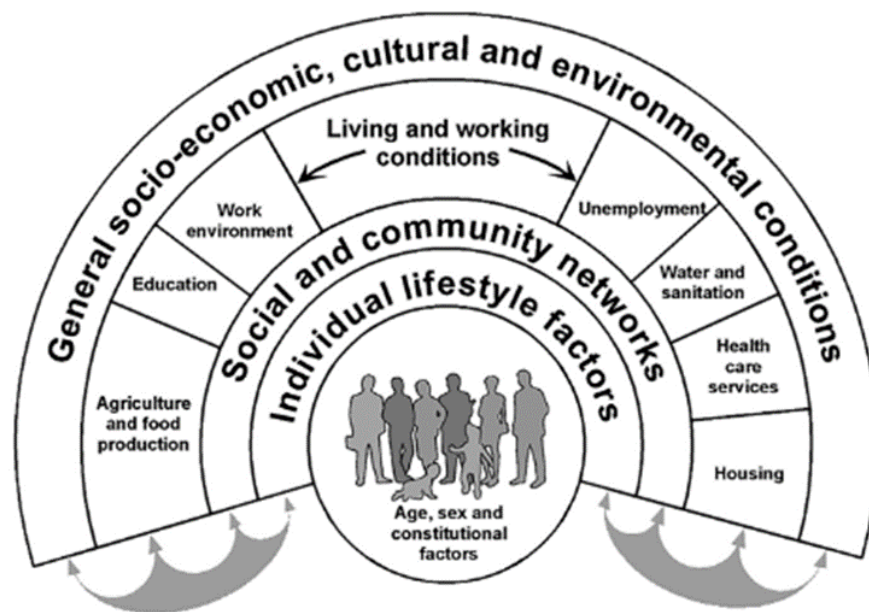 General socio-economic, cultural and environmental conditions
Living and working
conditions
Work
environment
Education
Agriculture
and food
production
Unemployment
Water and
sanitation
Health
care
services
Housing
Social and community networks
Individual lifestyle factors
Age, sex and
constitutional
factors